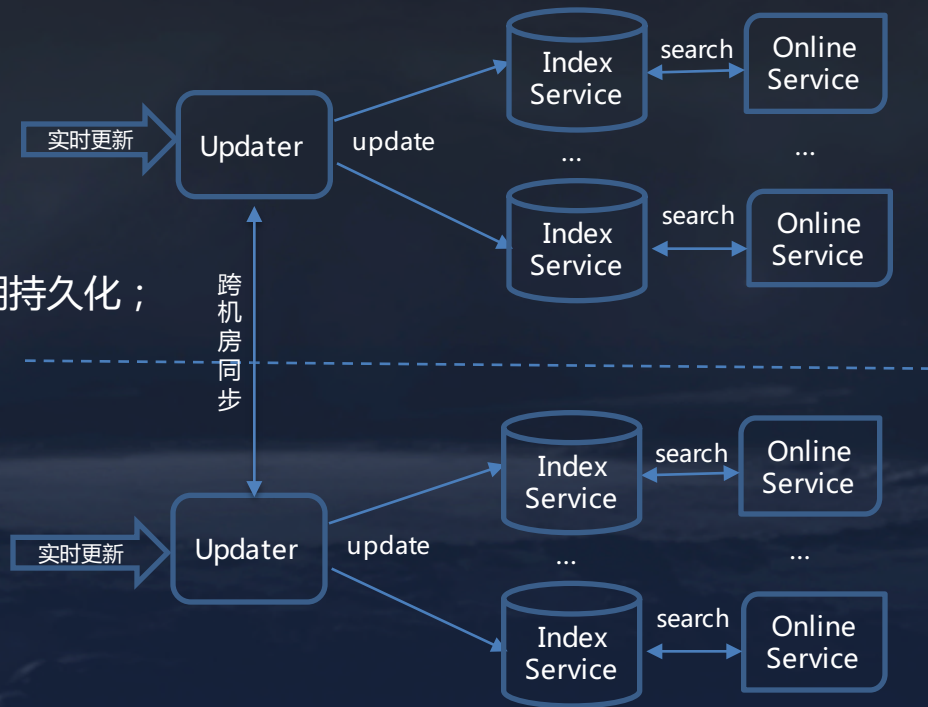 实时更新
Updater
update
Index
Service
search
Online
Service
...
...
Index
Service
search
Online
Service
持久化；
跨
机
房
同
步
实时更新
Updater
update
Index
Service
search
Online
Service
...
...
Index
Service
search
Online
Service